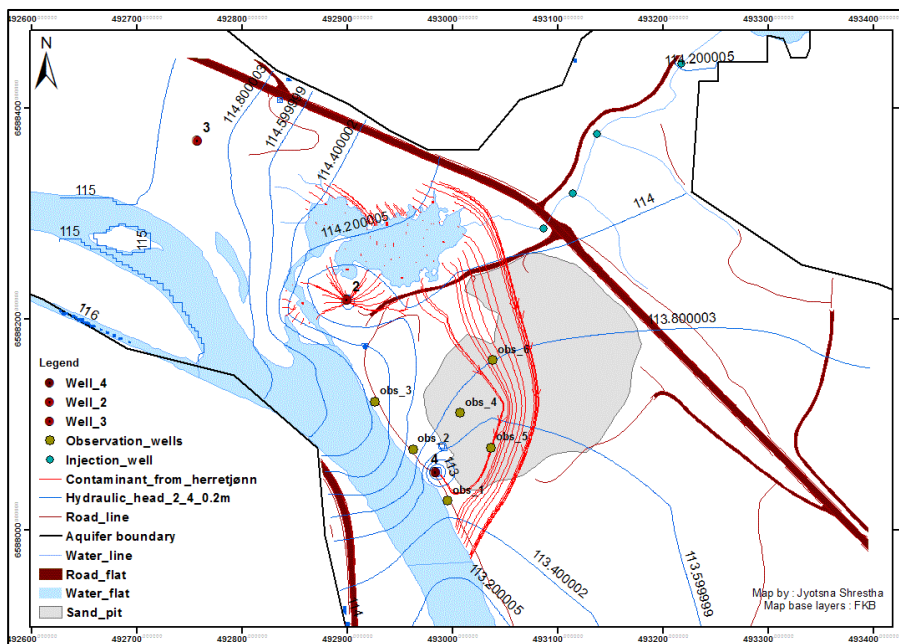 492600 492700 492800 492900 493000 493100 493200 493300 493400
N
114.200005
114.800003
114.599999
114.400002
6588400
3
115
114
115
115
114.200005
2
116
113.800003
6588200
obs_6
Legend
Well_4
Well_2
Well_3
Observation_wells
Injection_well
Contaminant_from_herretjønn
Hydraulic_head_2_4_0.2m
Road_line
Aquifer boundary
Water_line
Road_flat
Water_flat
Sand_pit
obs_3
obs_4
obs_2
obs_5
4
113
obs_1
6588000
113.400002
113.599999
113.200005
114
Map by : Jyotsna Shrestha
Map base layers : FKB